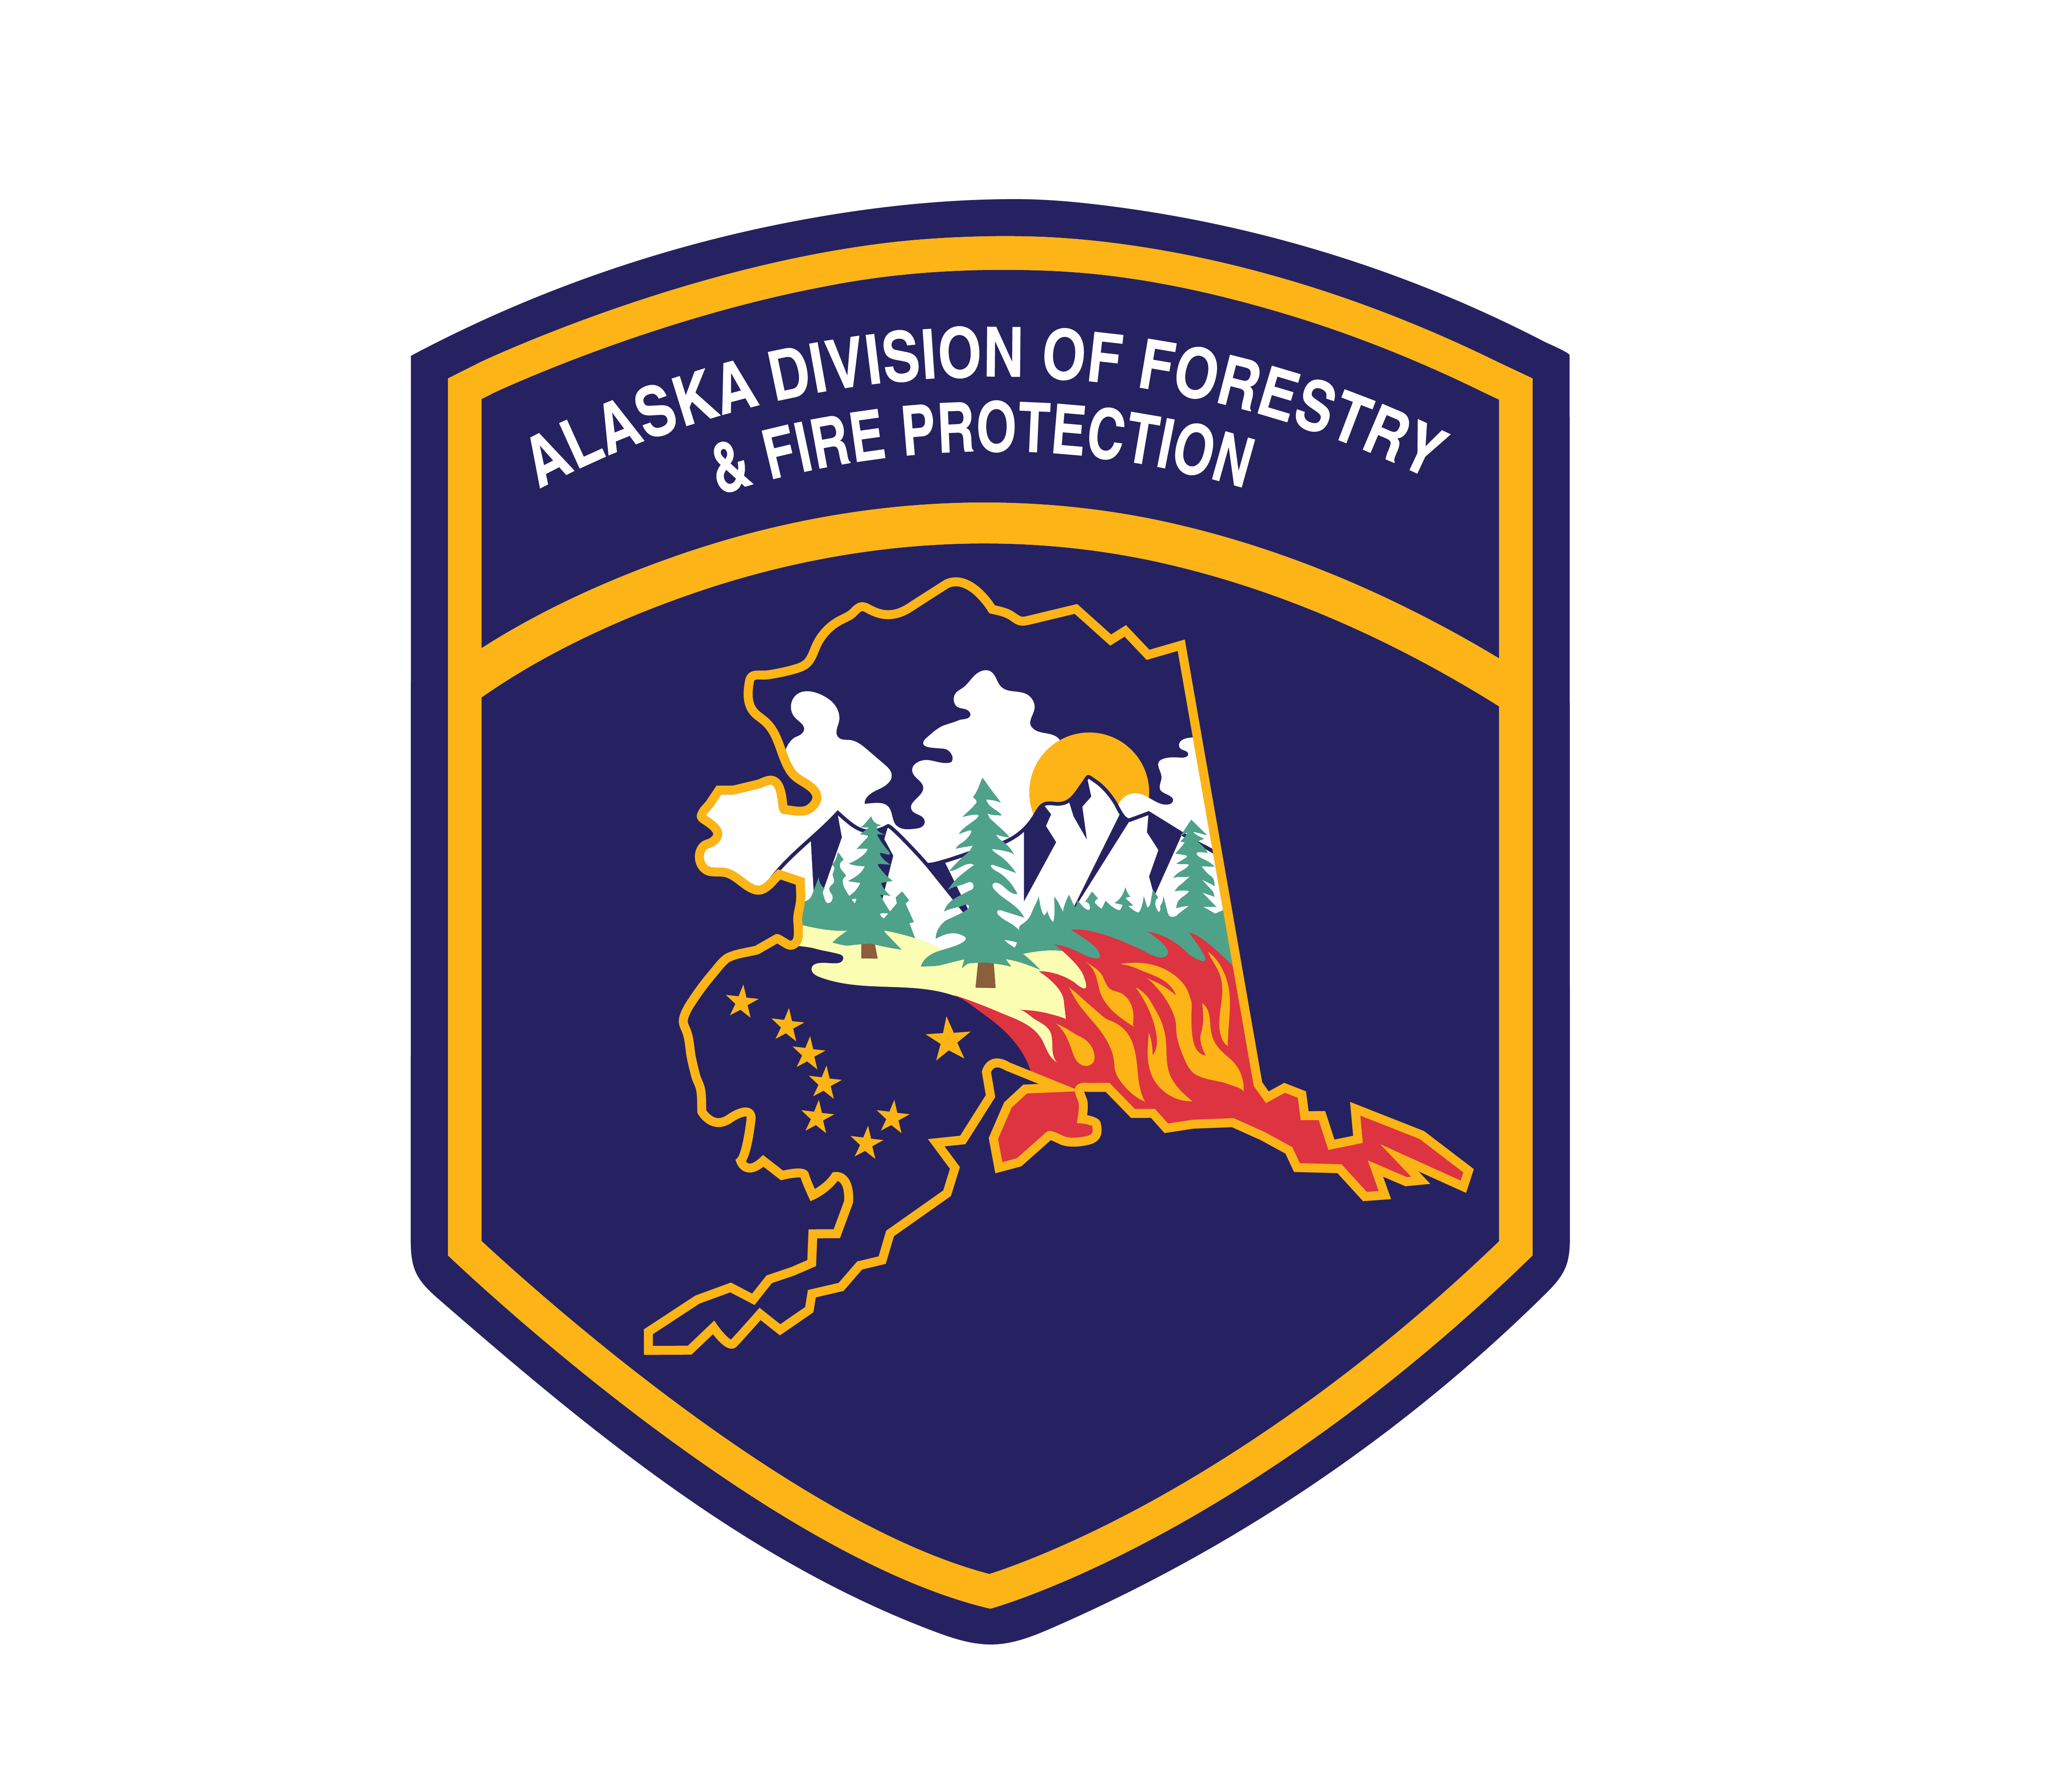 ALASKA DIVISION OF FORESTRY
& FIRE PROTECTION